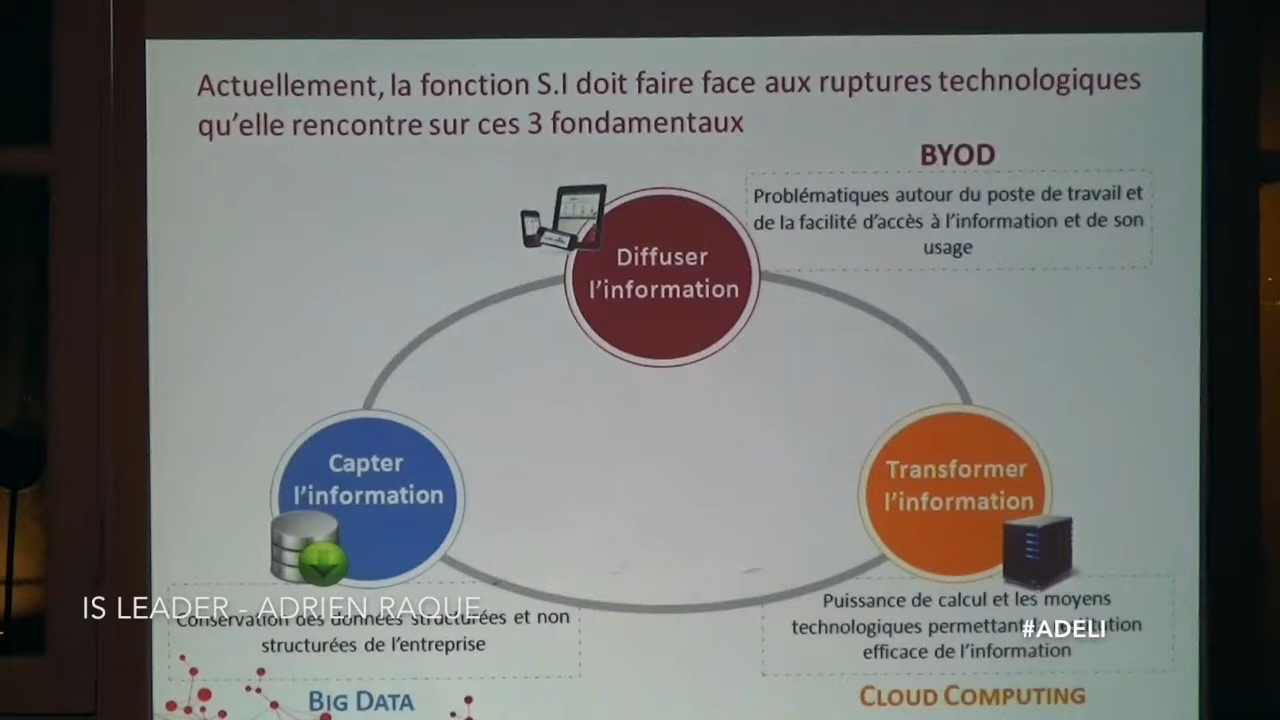 Actuellement, la fonction S.I doit faire face aux ruptures technologiques
qu'elle rencontre sur ces 3 fondamentaux
BYOD
Problématiques autour du poste de travail et
de la facilité d'accès à l'information et de son
usage
Diffuser
l'information
Capter
l'information
Transformer
l'information
Conservation des données structurées et non
structurées de l'entreprise
BIG DATA
Puissance de calcul et les moyens
technologiques permettant
efficace de l'information
CLOUD COMPUTING
IS LEADER - ADRIEN RAQUE
#ADELI